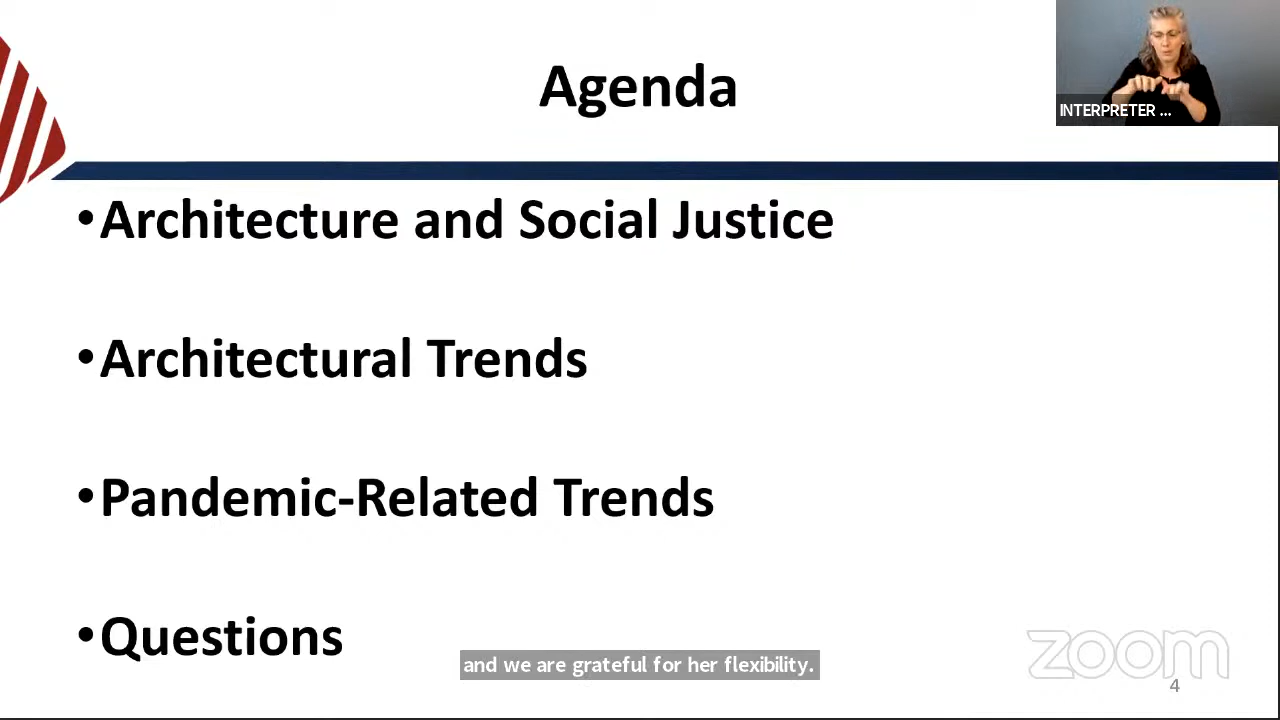 Agenda
INTERPRETER ...
•Architecture and Social Justice
•Architectural Trends
•Pandemic-Related Trends
•Questions
and we are grateful for her flexibility.
zoom
4